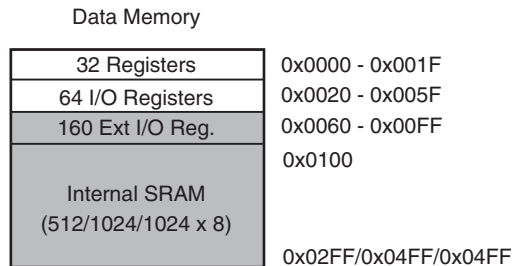 Data Memory
32 Registers 0x0000 - 0x001F
64 I/O Registers 0x0020 - 0x005F
160 Ext I/O Reg. 0x0060 - 0x00FF
0x0100
Internal SRAM
(512/1024/1024 x 8)
0x02FF/0x04FF/0x04FF